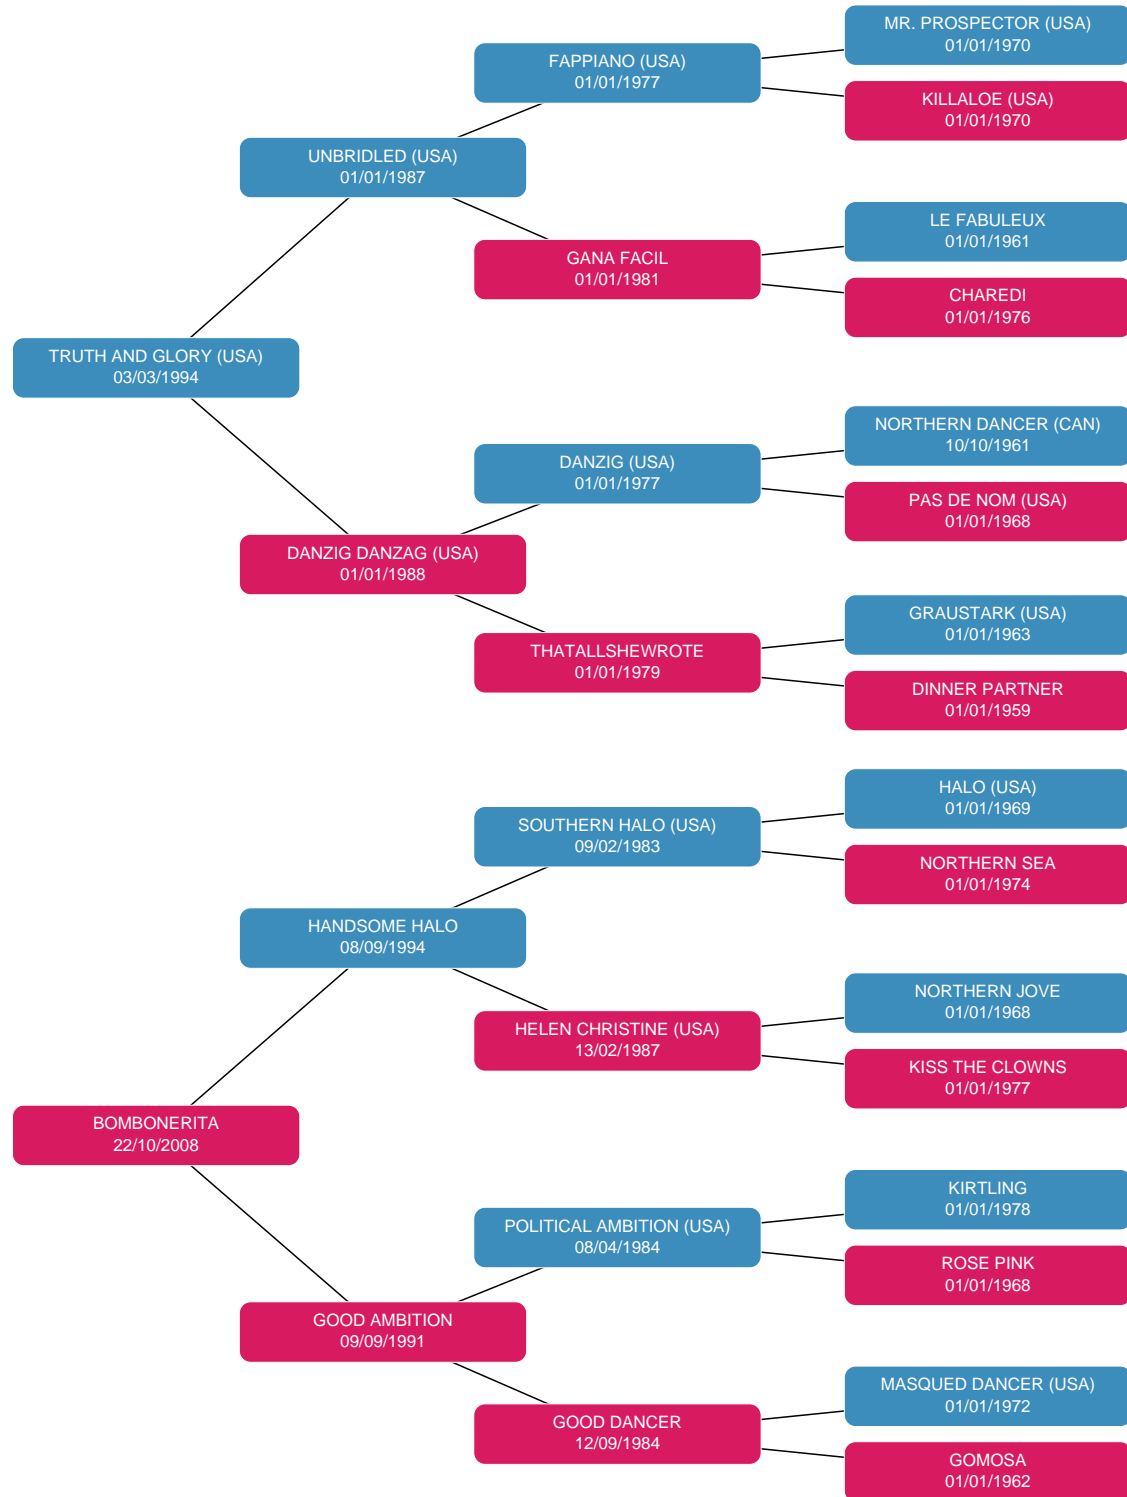 MR. PROSPECTOR (USA)
01/01/1970
FAPPIANO (USA)
01/01/1977
KILLALOE (USA)
01/01/1970
UNBRIDLED (USA)
01/01/1987
LE FABULEUX
01/01/1961
GANA FACIL
01/01/1981
CHAREDI
01/01/1976
TRUTH AND GLORY (USA)
03/03/1994
NORTHERN DANCER (CAN)
10/10/1961
DANZIG (USA)
01/01/1977
PAS DE NOM (USA)
01/01/1968
DANZIG DANZAG (USA)
01/01/1988
GRAUSTARK (USA)
01/01/1963
THATALLSHEWROTE
01/01/1979
DINNER PARTNER
01/01/1959
HALO (USA)
01/01/1969
SOUTHERN HALO (USA)
09/02/1983
NORTHERN SEA
01/01/1974
HANDSOME HALO
08/09/1994
NORTHERN JOVE
01/01/1968
HELEN CHRISTINE (USA)
13/02/1987
KISS THE CLOWNS
01/01/1977
BOMBONERITA
22/10/2008
KIRTLING
01/01/1978
POLITICAL AMBITION (USA)
08/04/1984
ROSE PINK
01/01/1968
GOOD AMBITION
09/09/1991
MASQUED DANCER (USA)
01/01/1972
GOOD DANCER
12/09/1984
GOMOSA
01/01/1962